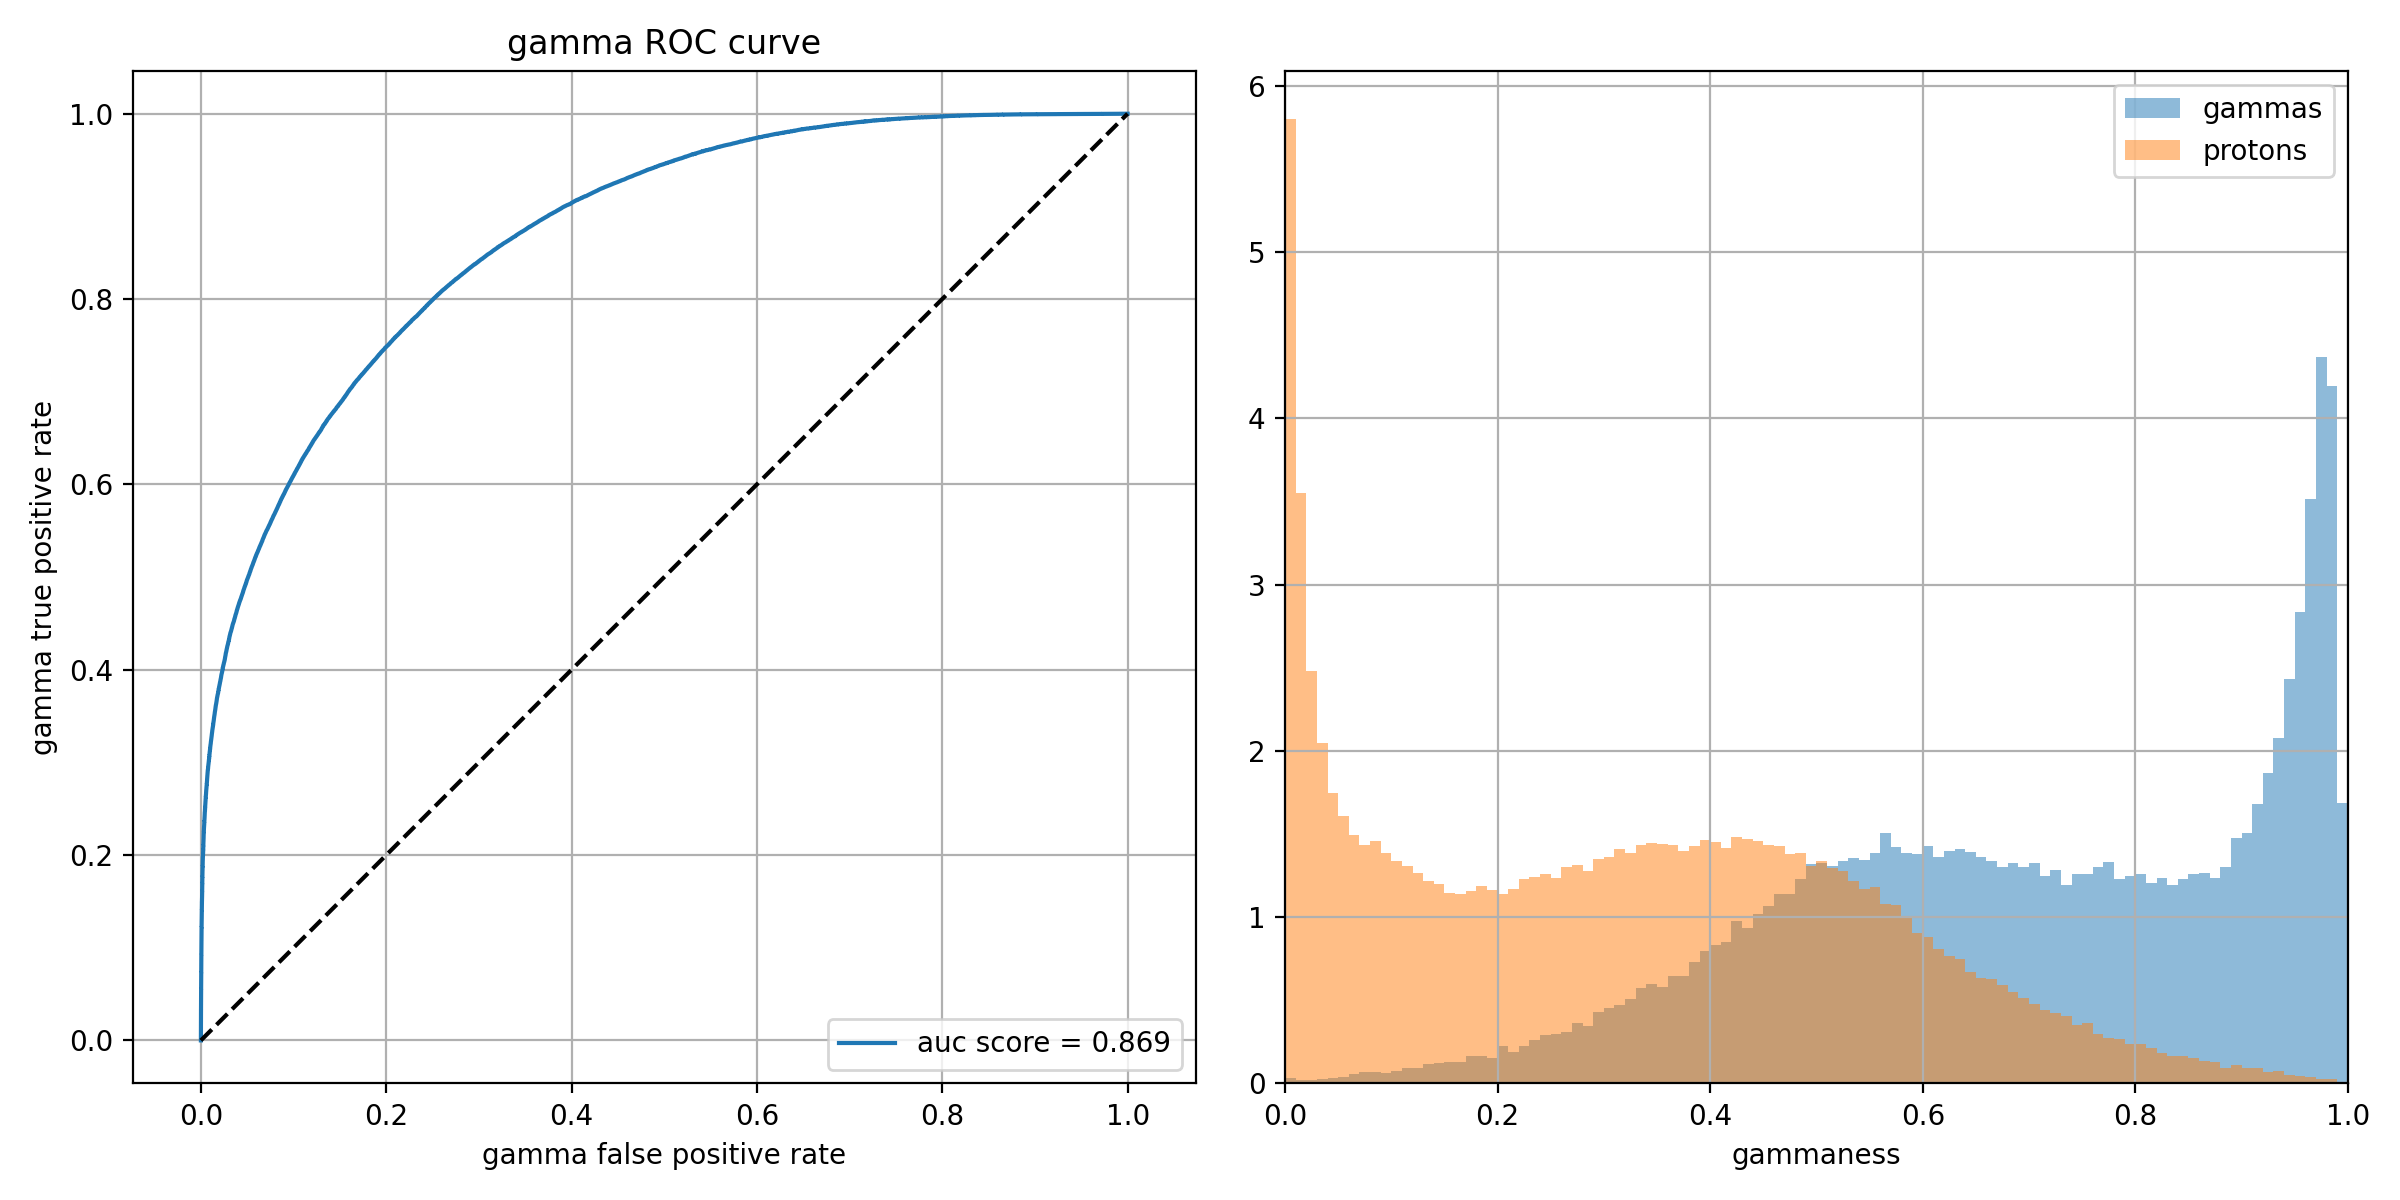 gamma ROC curve
gamma true positive rate
1.0
0.8
0.6
0.4
0.2
0.0
auc score = 0.869
0.0 0.2 0.4 0.6 0.8 1.0
gamma false positive rate
gammas
protons
6
5
4
3
2
1
0
0.0 0.2 0.4 0.6 0.8 1.0
gammaness